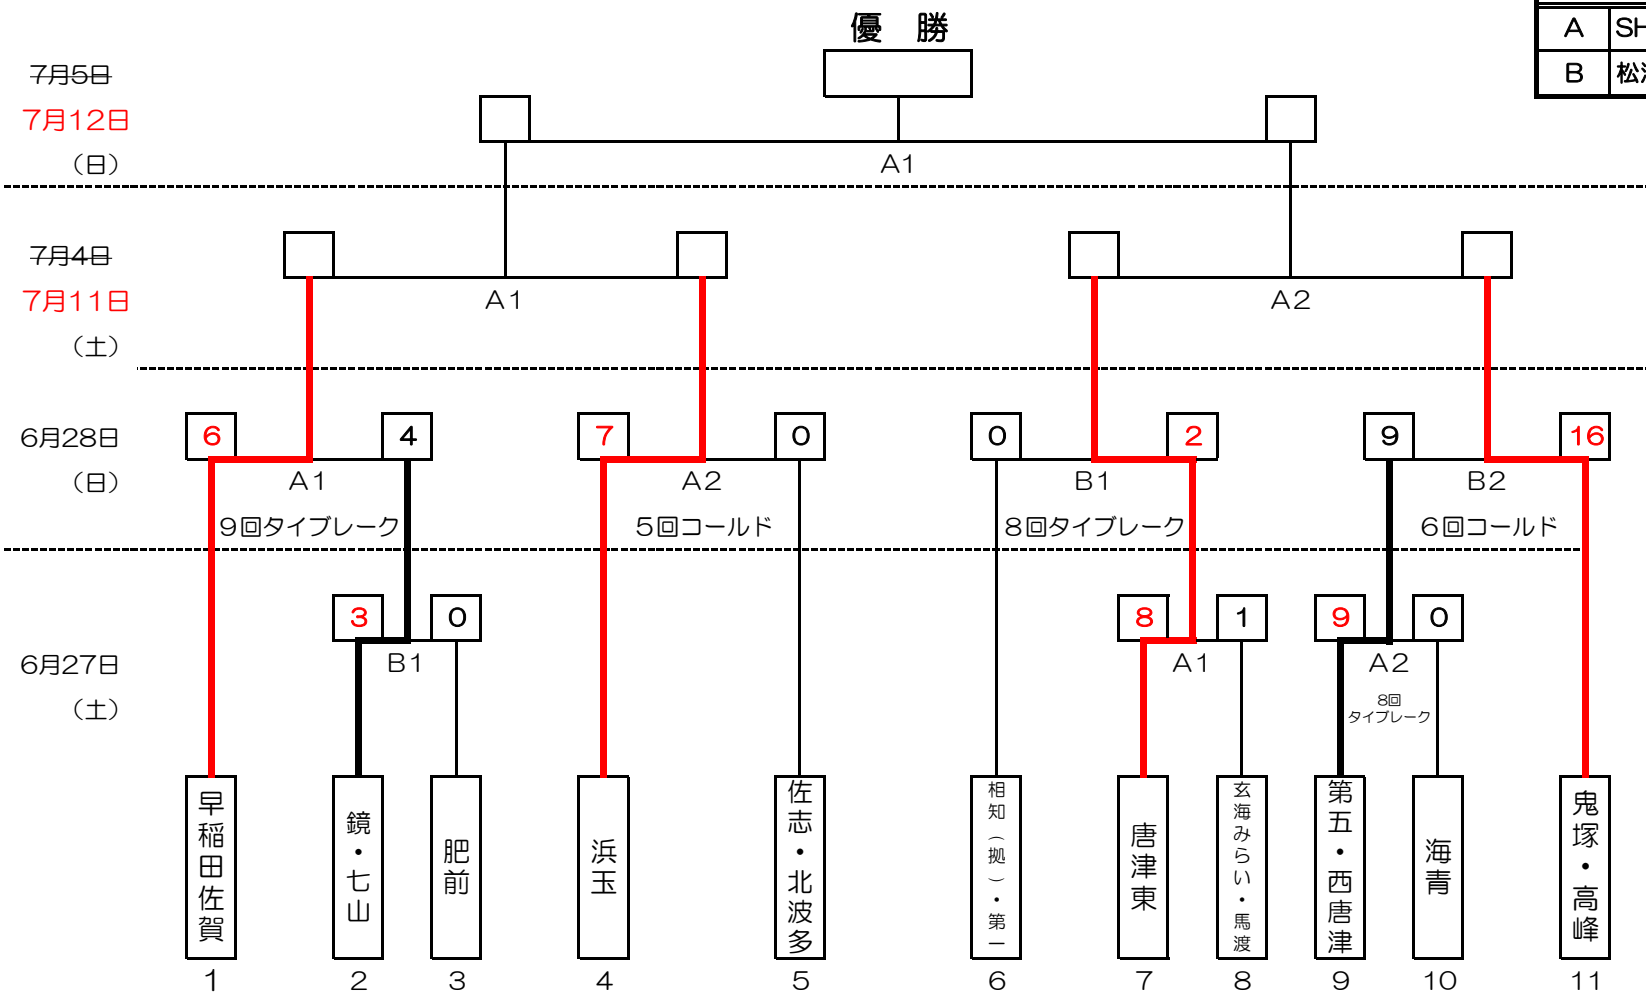 優　勝
A SH
B 松
7月5日
7月12日
（日）
A1
7月4日
7月11日
（土）
A1 A2
6月28日
（日）
6 4 7 0 0 2 9 16
A1 A2 B1 B2
9回タイブレーク 5回コールド 8回タイブレーク 6回コールド
6月27日
（土）
3 0 8 1 9 0
B1 A1 A2
8回
タイブレーク
早稲田佐賀
鏡・七山
肥前
浜玉
佐志・北波多
相知（拠）・第一
唐津東
玄海みらい・馬渡
第五・西唐津
海青
鬼塚・高峰
1 2 3 4 5 6 7 8 9 10 11